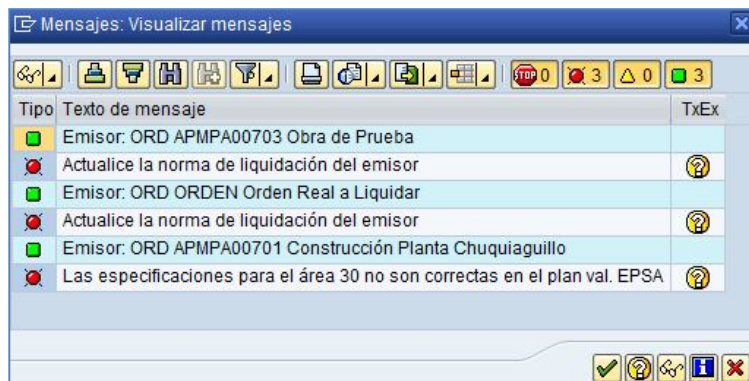 Mensajes: Visualizar mensajes
STOP 0 3 0 3
Tipo Texto de mensaje TxEx
Emisor: ORD APMPA00703 Obra de Prueba
Actualice la norma de liquidación del emisor
Emisor: ORD ORDEN Orden Real a Liquidar
Actualice la norma de liquidación del emisor
Emisor: ORD APMPA00701 Construcción Planta Chuquiaguillo
Las especificaciones para el área 30 no son correctas en el plan val. EPSA